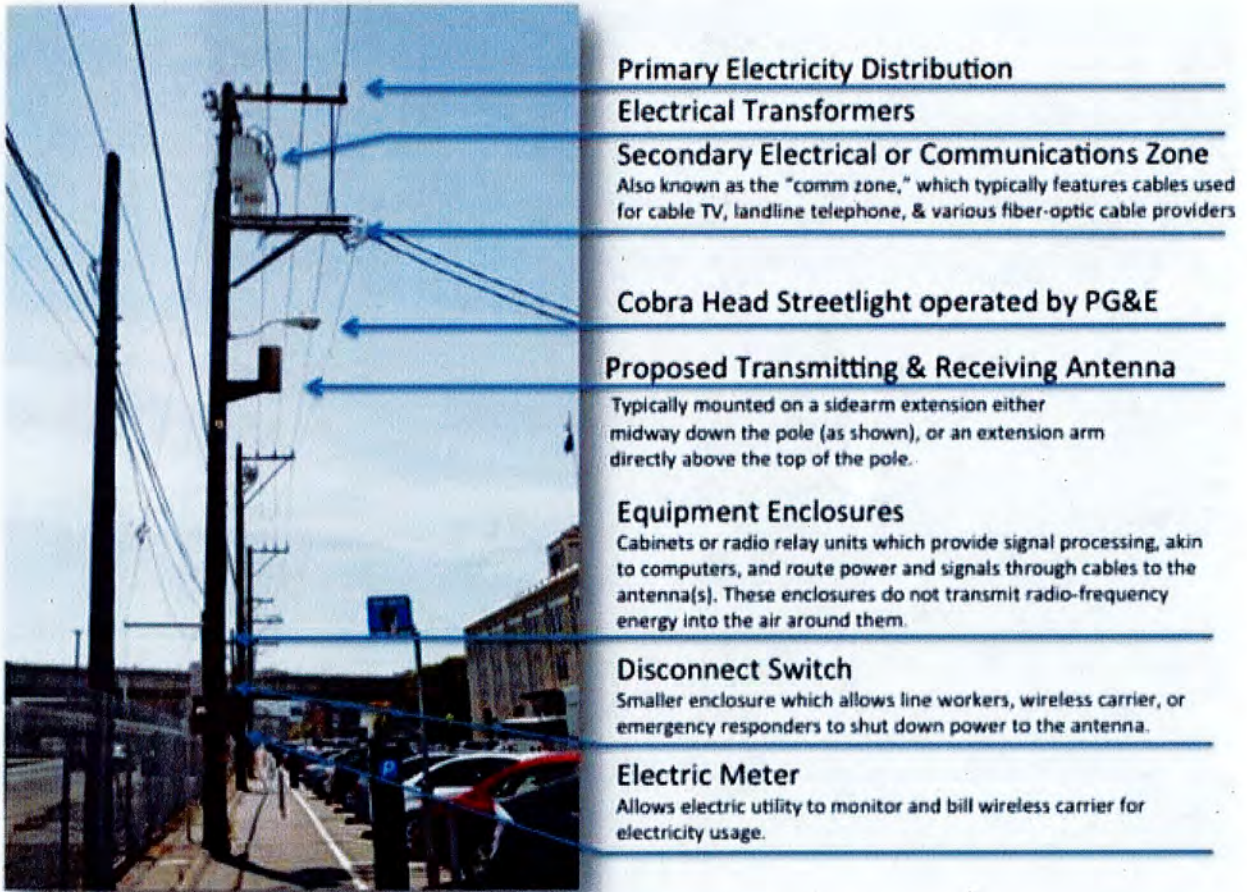 Primary Electricity Distribution
Electrical Transformers
Secondary Electrical or Communications Zone
Also known as the "comm zone," which typically features cables used
for cable TV, landline telephone, & various fiber-optic cable providers
Cobra Head Streetlight operated by PG&E
Proposed Transmitting & Receiving Antenna
Typically mounted on a sidearm extension either
midway down the pole (as shown), or an extension arm
directly above the top of the pole.
Equipment Enclosures
Cabinets or radio relay units which provide signal processing, akin
to computers, and route power and signals through cables to the
antenna(s). These enclosures do not transmit radio-frequency
energy into the air around them.
Disconnect Switch
Smaller enclosure which allows line workers, wireless carrier, or
emergency responders to shut down power to the antenna.
Electric Meter
Allows electric utility to monitor and bill wireless carrier for
electricity usage.